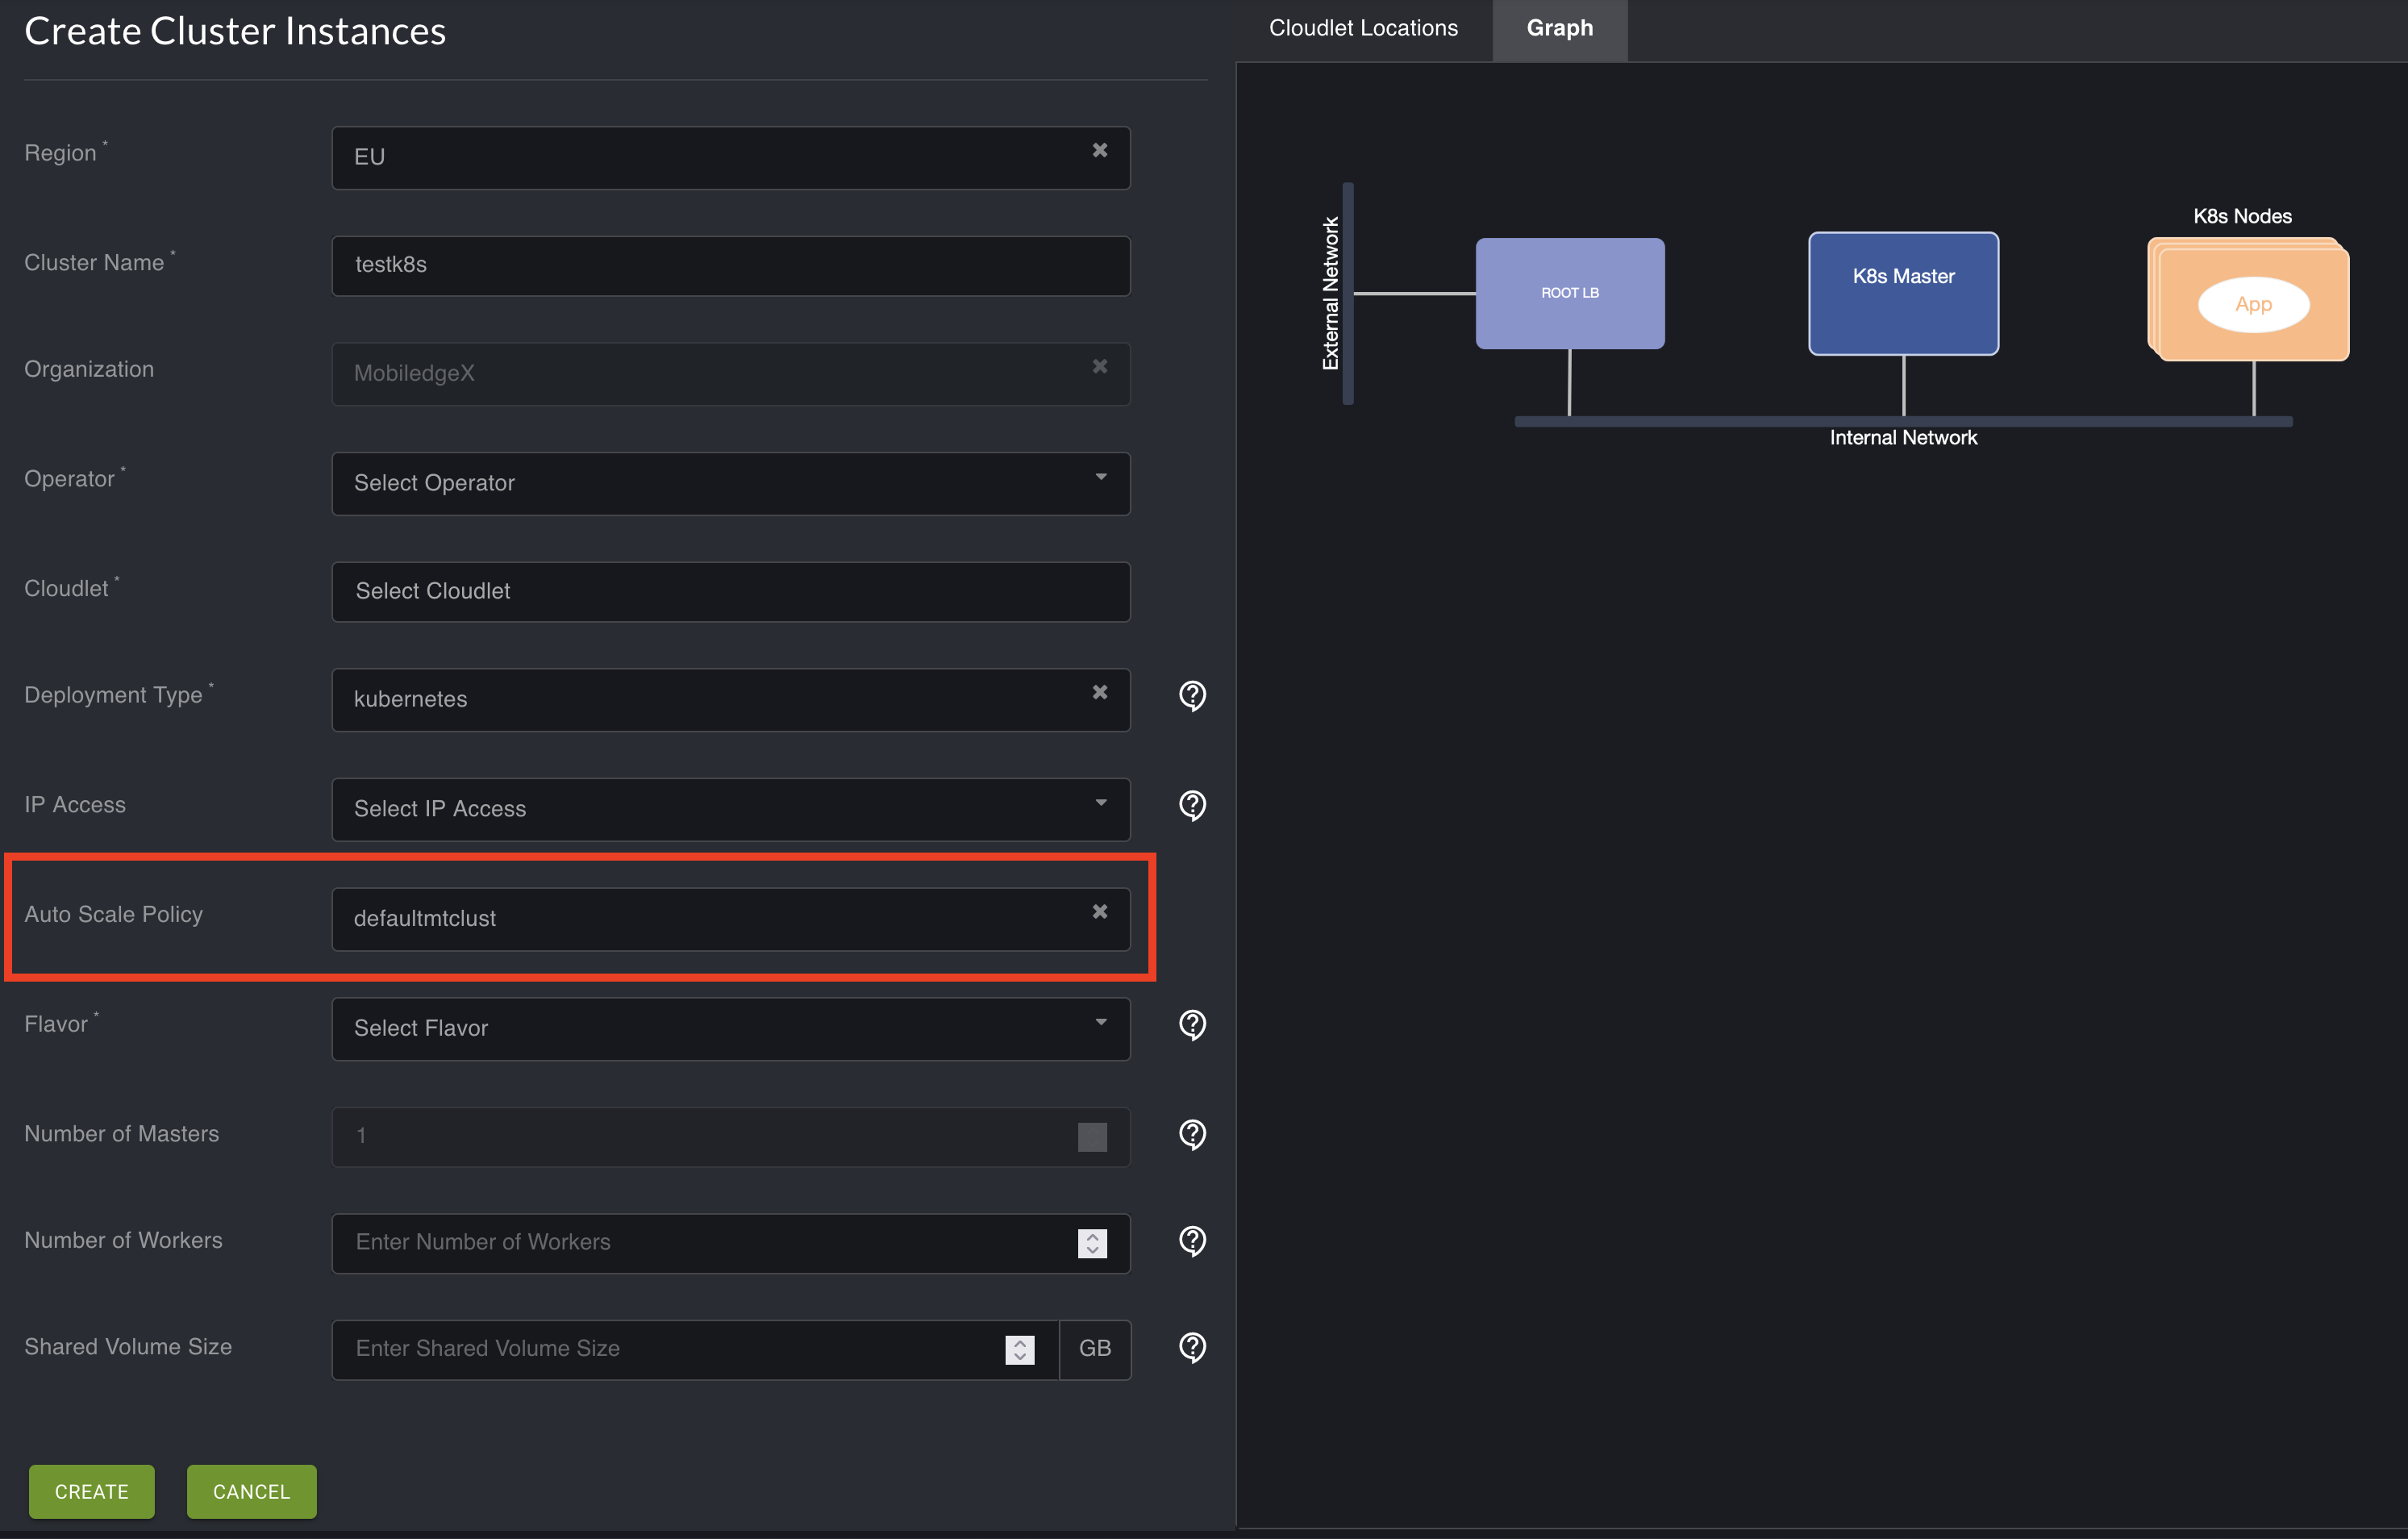 Create Cluster Instances
Cloudlet Locations
Graph
Region *
EU
Cluster Name *
testk8s
Organization
MobiledgeX
Operator *
Select Operator
Cloudlet *
Select Cloudlet
Deployment Type *
kubernetes
IP Access
Select IP Access
Auto Scale Policy
defaultmtclust
Flavor *
Select Flavor
Number of Masters
1
Number of Workers
Enter Number of Workers
Shared Volume Size
Enter Shared Volume Size
GB
CREATE
CANCEL
External Network
ROOT LB
K8s Master
K8s Nodes
App
Internal Network